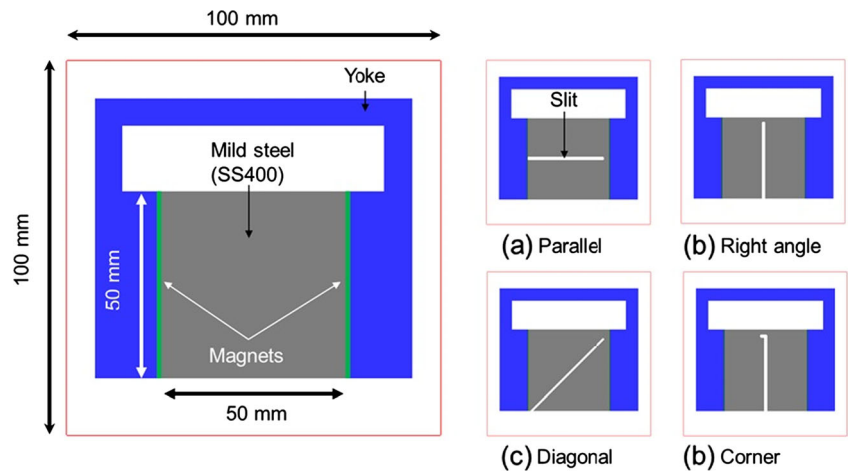 100 mm
Yoke
Mild steel
(SS400)
100 mm
50 mm
Magnets
50 mm
Slit
(a) Parallel
(b) Right angle
(c) Diagonal
(b) Corner